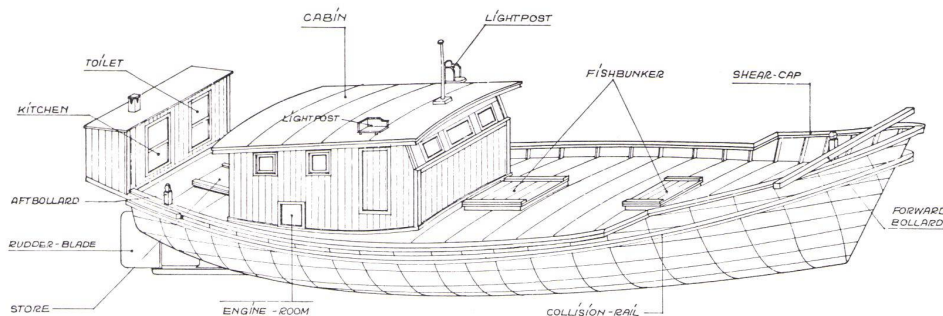 CABIN
LIGHTPOST
TOILET
FISHBUNKER
SHEAR-CAP
KITCHEN
LIGHTPOST
AFTBOLLARD
FORWARD
BOLLARD
RUDDER-BLADE
STORE
ENGINE-ROOM
COLLISION-RAIL